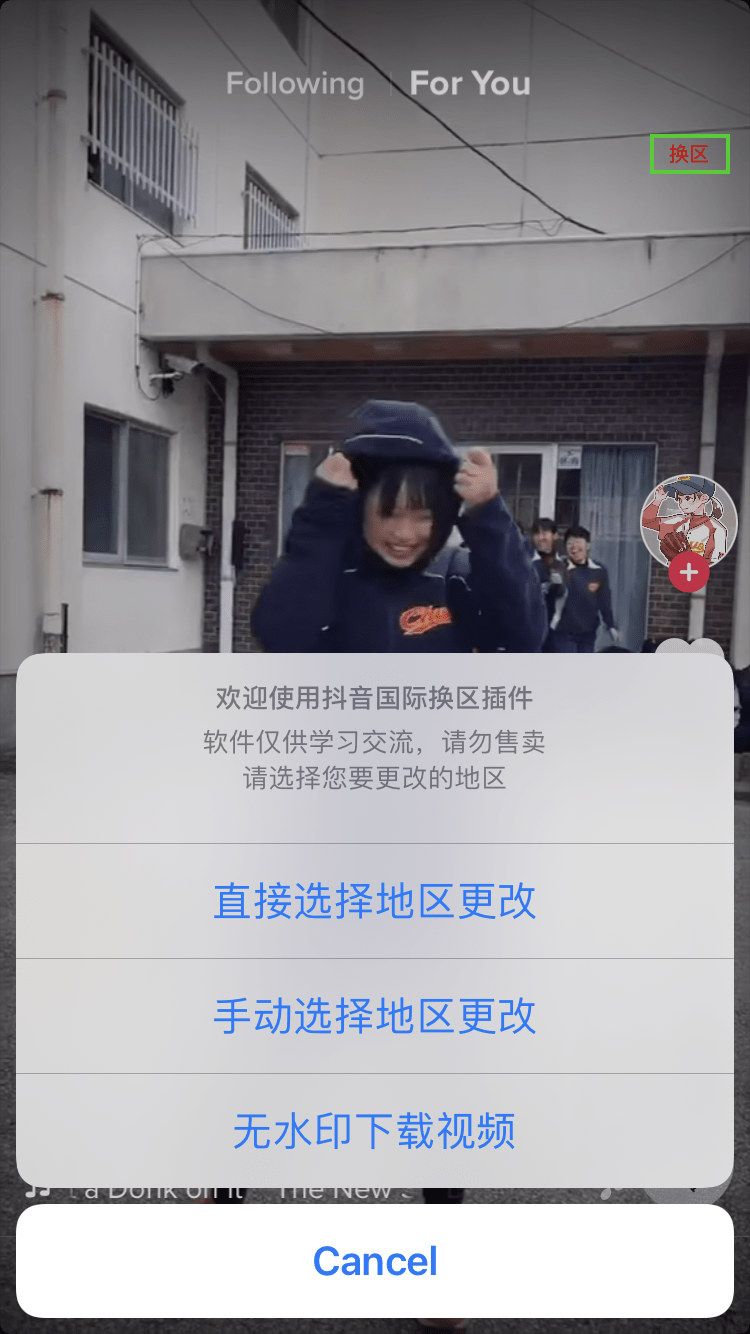 Following
For You
换区
欢迎使用抖音国际换区插件
软件仅供学习交流，请勿售卖
请选择您要更改的地区
直接选择地区更改
手动选择地区更改
无水印下载视频
a Donk on It The New
Cancel